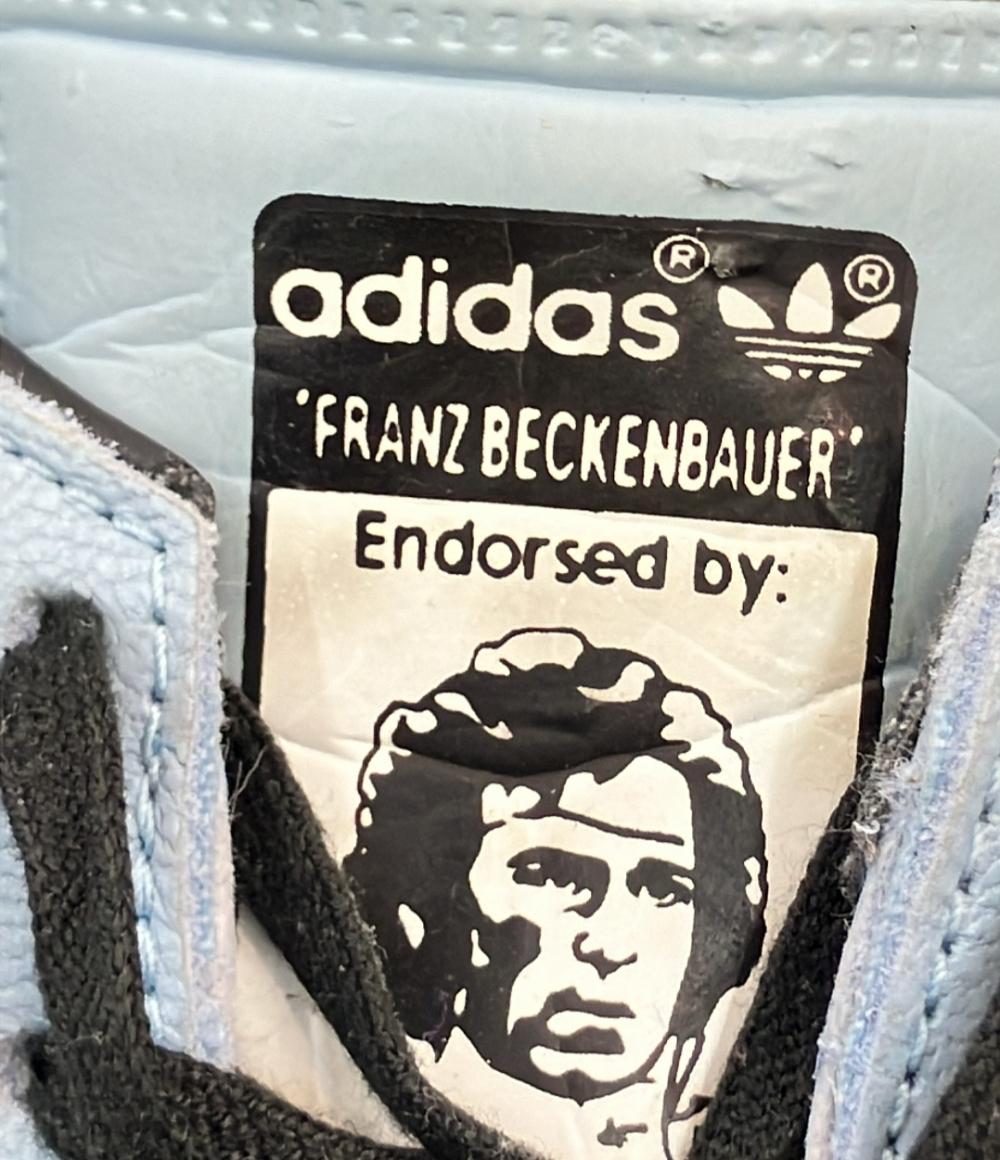 adidas® ®
"FRANZ BECKENBAUER"
Endorsed by: